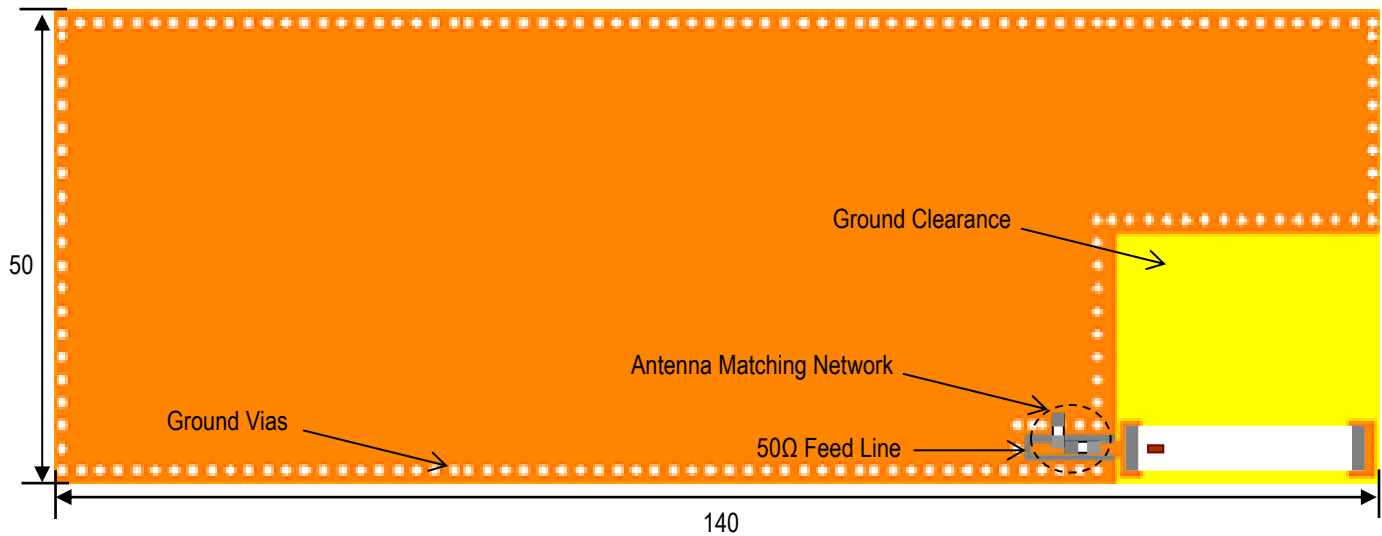 Ground Clearance
50
Antenna Matching Network
Ground Vias
50Ω Feed Line
140